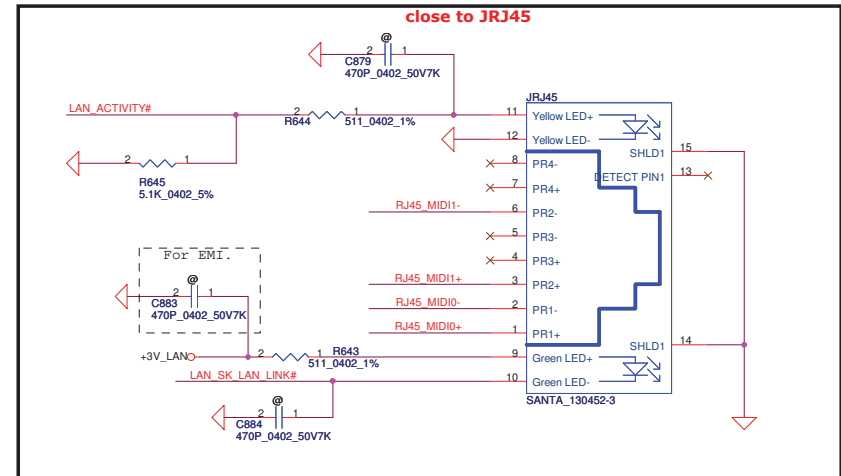 close to JRJ45
@
2 1
C879
470P_0402_50V7K
JRJ45
LAN_ACTIVITY#
2 1
R644 511_0402_1%
11 Yellow LED+
12 Yellow LED-
SHLD1 15
2 1
R645
5.1K_0402_5%
8 PR4-
DETECT PIN1 13
7 PR4+
RJ45_MIDI1- 6 PR2-
5 PR3-
4 PR3+
For EMI.
@
2 1
C883
470P_0402_50V7K
RJ45_MIDI1+ 3 PR2+
RJ45_MIDI0- 2 PR1-
RJ45_MIDI0+ 1 PR1+
SHLD1 14
+3V_LAN 2 1 R643
511_0402_1%
9 Green LED+
LAN_SK_LAN_LINK# 10 Green LED-
SANTA_130452-3
@
2 1
C884
470P_0402_50V7K